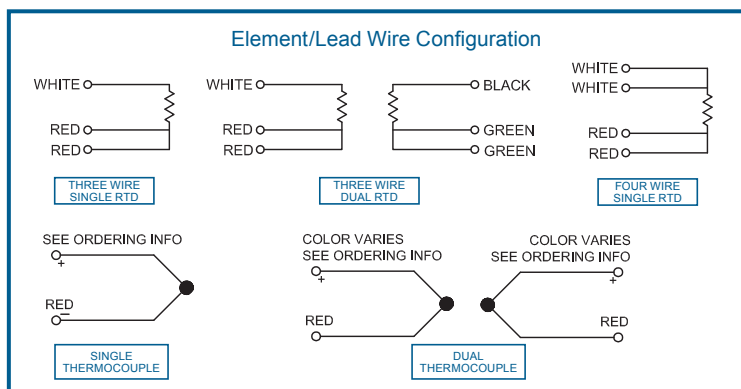 Element/Lead Wire Configuration
WHITE
RED
RED
THREE WIRE
SINGLE RTD
WHITE
RED
RED
BLACK
GREEN
GREEN
THREE WIRE
DUAL RTD
WHITE
WHITE
RED
RED
FOUR WIRE
SINGLE RTD
SEE ORDERING INFO
+
RED
−
SINGLE
THERMOCOUPLE
COLOR VARIES
SEE ORDERING INFO
+
RED
COLOR VARIES
SEE ORDERING INFO
+
RED
DUAL
THERMOCOUPLE